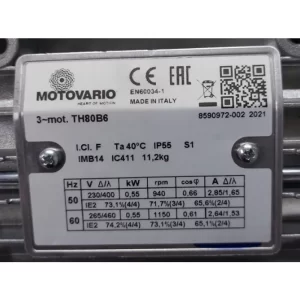 MOTOVARIO
HEART OF MOTION
CE EAC
EN60034-1
MADE IN ITALY
8590972-002 2021
3~mot. TH80B6
I.Cl. F Ta 40°C IP55 S1
IMB14 IC411 11,2kg
Hz V Δ/⅄ kW rpm cosφ A Δ/⅄
50 230/400 0,55 940 0,66 2,85/1,65
IE2 73,1%(4/4) 71,7%(3/4) 65,6%(2/4)
60 265/460 0,55 1150 0,61 2,64/1,53
IE2 74,2%(4/4) 73,1%(3/4) 65,1%(2/4)